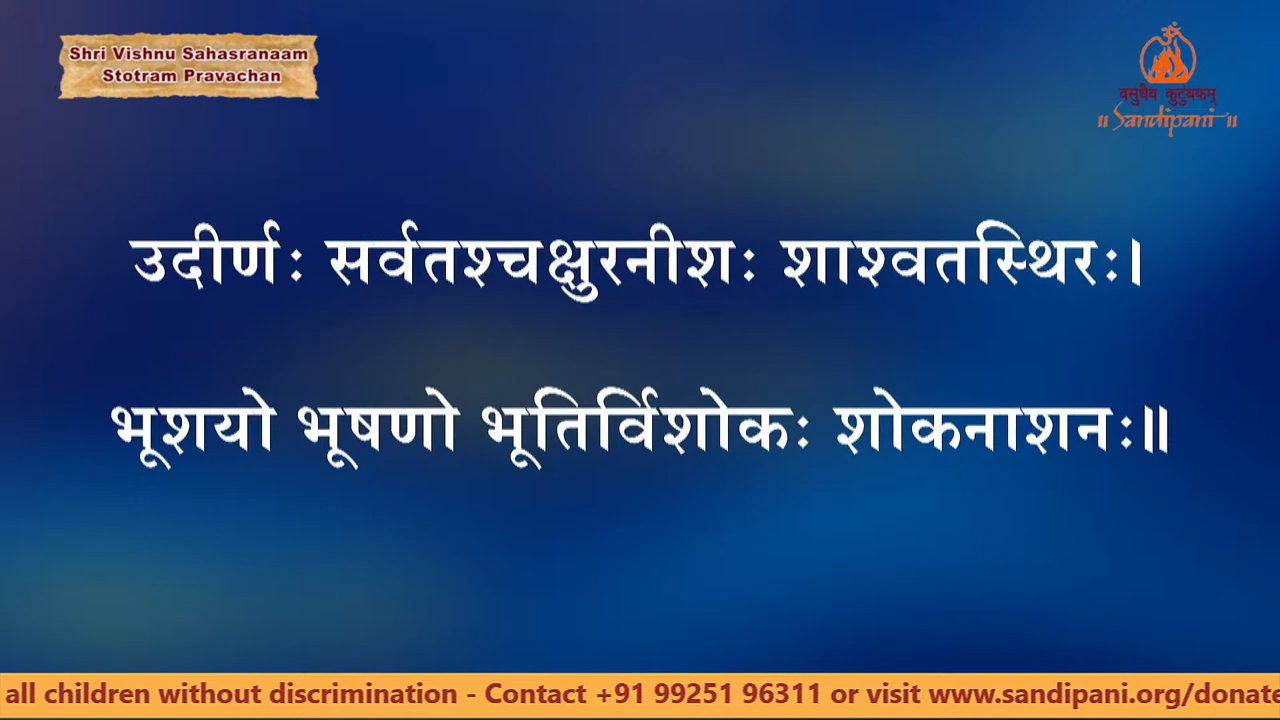 Shri Vishnu Sahasranaam
Stotram Pravachan
वसुधैव कुटुंबकम्
॥ Sandipani ॥
उदीर्णः सर्वतश्चक्षुरनीशः शाश्वतस्थिरः।
भूशयो भूषणो भूतिर्विशोकः शोकनाशनः॥
all children without discrimination - Contact +91 99251 96311 or visit www.sandipani.org/donate